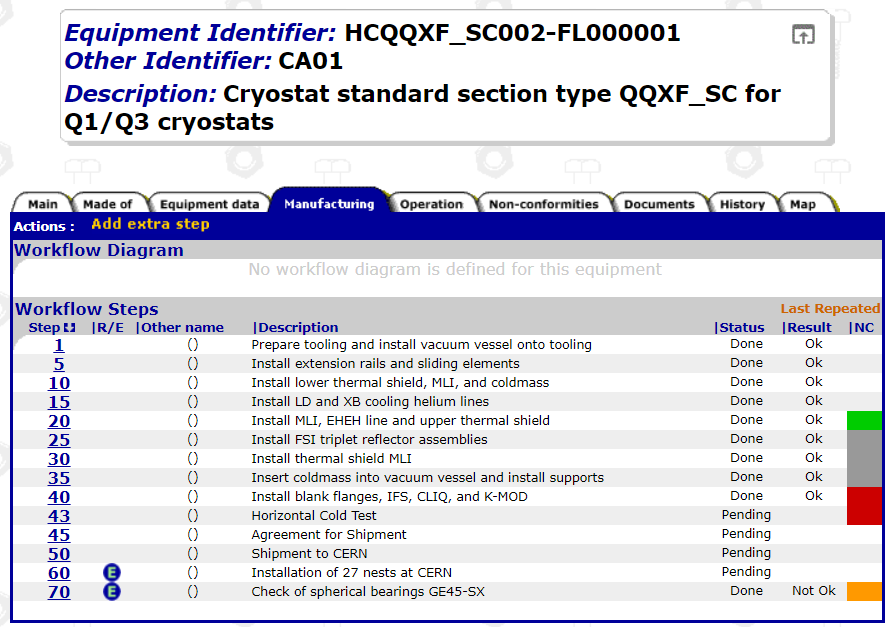 Equipment Identifier: HCQQXF_SC002-FL000001
Other Identifier: CA01
Description: Cryostat standard section type QQXF_SC for
Q1/Q3 cryostats
Main Made of Equipment data Manufacturing Operation Non-conformities Documents History Map
Actions : Add extra step
Workflow Diagram
No workflow diagram is defined for this equipment
Workflow Steps Last Repeated
Step |R/E |Other name |Description |Status |Result |NC
1 () Prepare tooling and install vacuum vessel onto tooling Done Ok
5 () Install extension rails and sliding elements Done Ok
10 () Install lower thermal shield, MLI, and coldmass Done Ok
15 () Install LD and XB cooling helium lines Done Ok
20 () Install MLI, EHEH line and upper thermal shield Done Ok
25 () Install FSI triplet reflector assemblies Done Ok
30 () Install thermal shield MLI Done Ok
35 () Insert coldmass into vacuum vessel and install supports Done Ok
40 () Install blank flanges, IFS, CLIQ, and K-MOD Done Ok
43 () Horizontal Cold Test Pending
45 () Agreement for Shipment Pending
50 () Shipment to CERN Pending
60 E () Installation of 27 nests at CERN Pending
70 E () Check of spherical bearings GE45-SX Done Not Ok